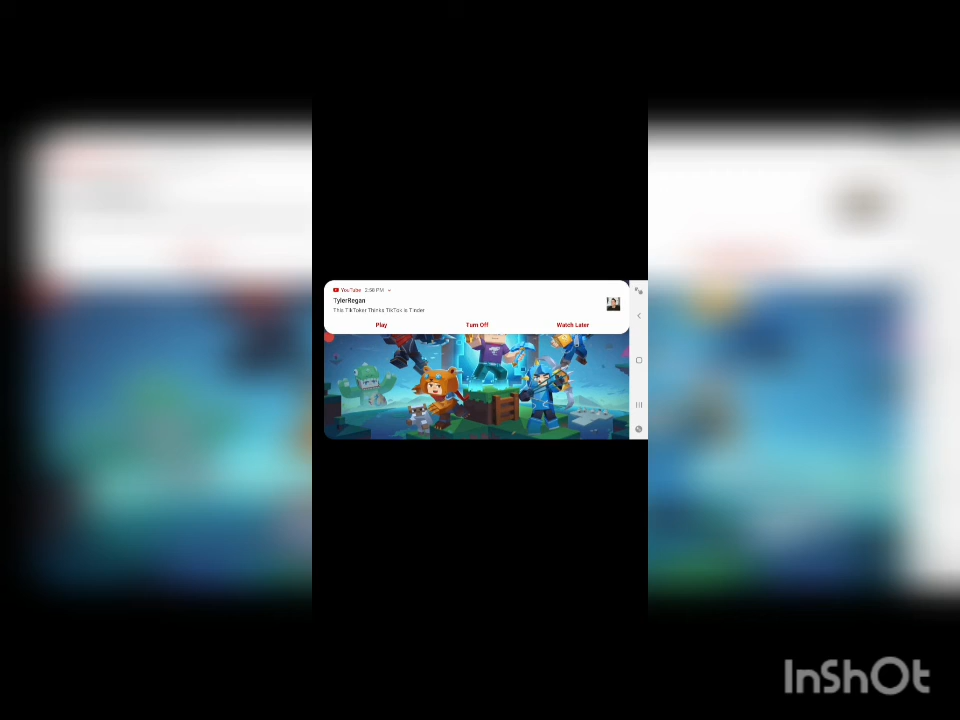 YouTube 2:58 PM
TylerRegan
This TikToker Thinks TikTok Is Tinder
Play Turn Off Watch Later
InShOt